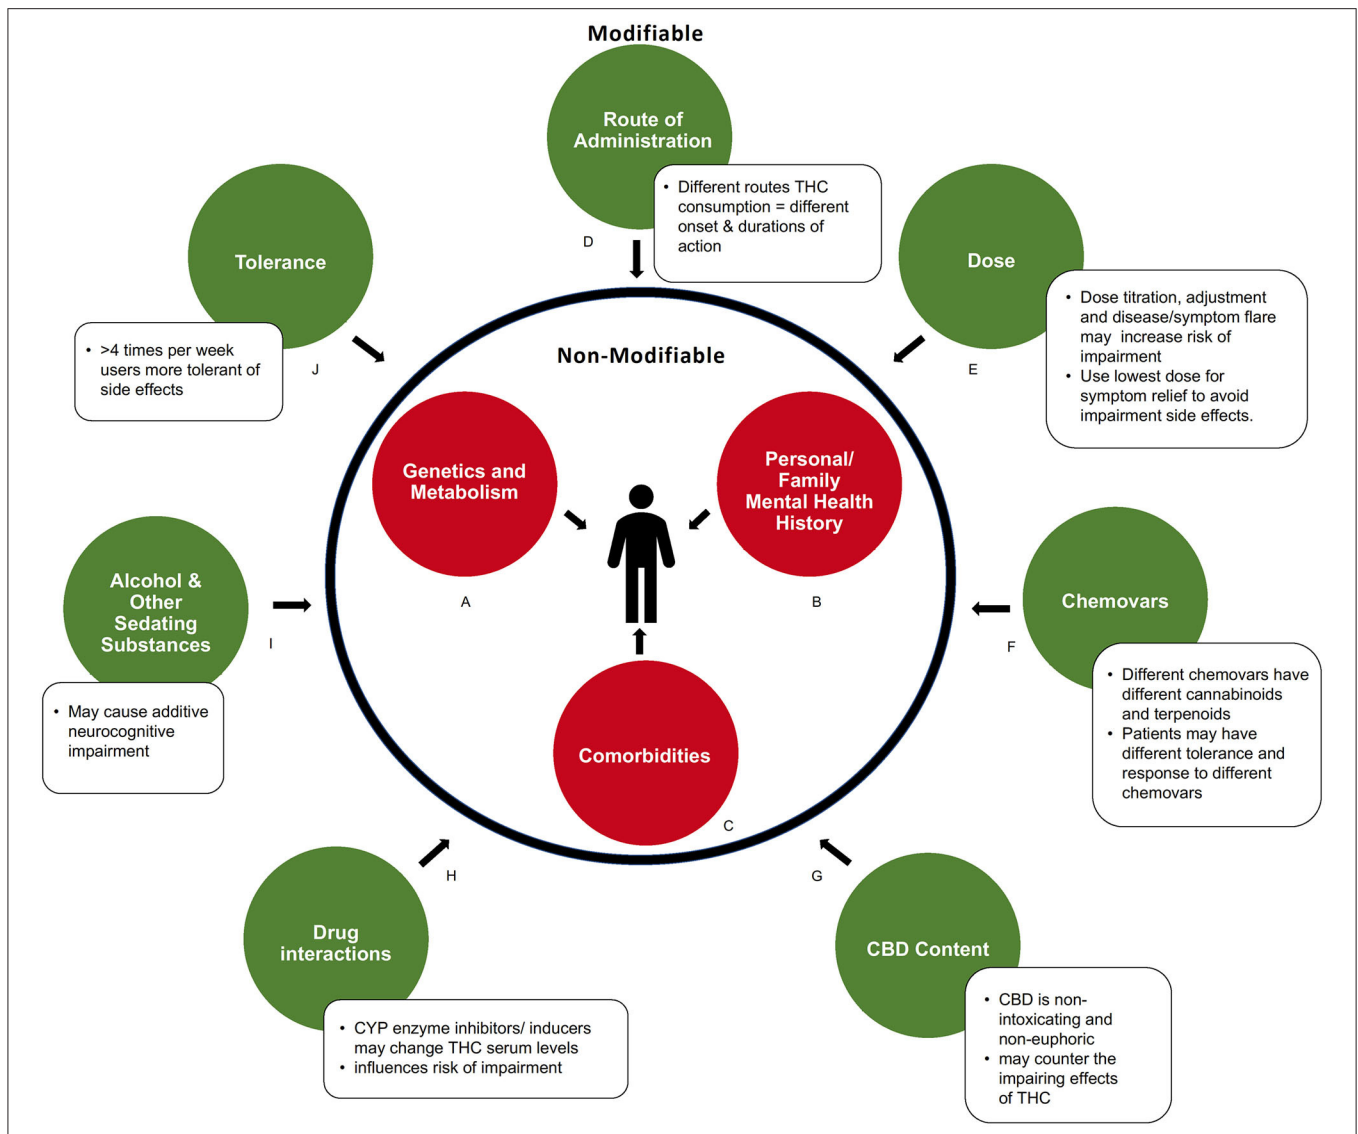 Modifiable
Route of
Administration
• Different routes THC
consumption = different
onset & durations of
action
D
Dose
• Dose titration, adjustment
and disease/symptom flare
may increase risk of
impairment
• Use lowest dose for
symptom relief to avoid
impairment side effects.
E
Tolerance
• >4 times per week
users more tolerant of
side effects
J
Non-Modifiable
Genetics and
Metabolism
A
Personal/
Family
Mental Health
History
B
Comorbidities
C
Alcohol &
Other
Sedating
Substances
• May cause additive
neurocognitive
impairment
I
Chemovars
• Different chemovars have
different cannabinoids
and terpenoids
• Patients may have
different tolerance and
response to different
chemovars
F
Drug
interactions
• CYP enzyme inhibitors/ inducers
may change THC serum levels
• influences risk of impairment
H
CBD Content
• CBD is non-
intoxicating and
non-euphoric
• may counter the
impairing effects
of THC
G